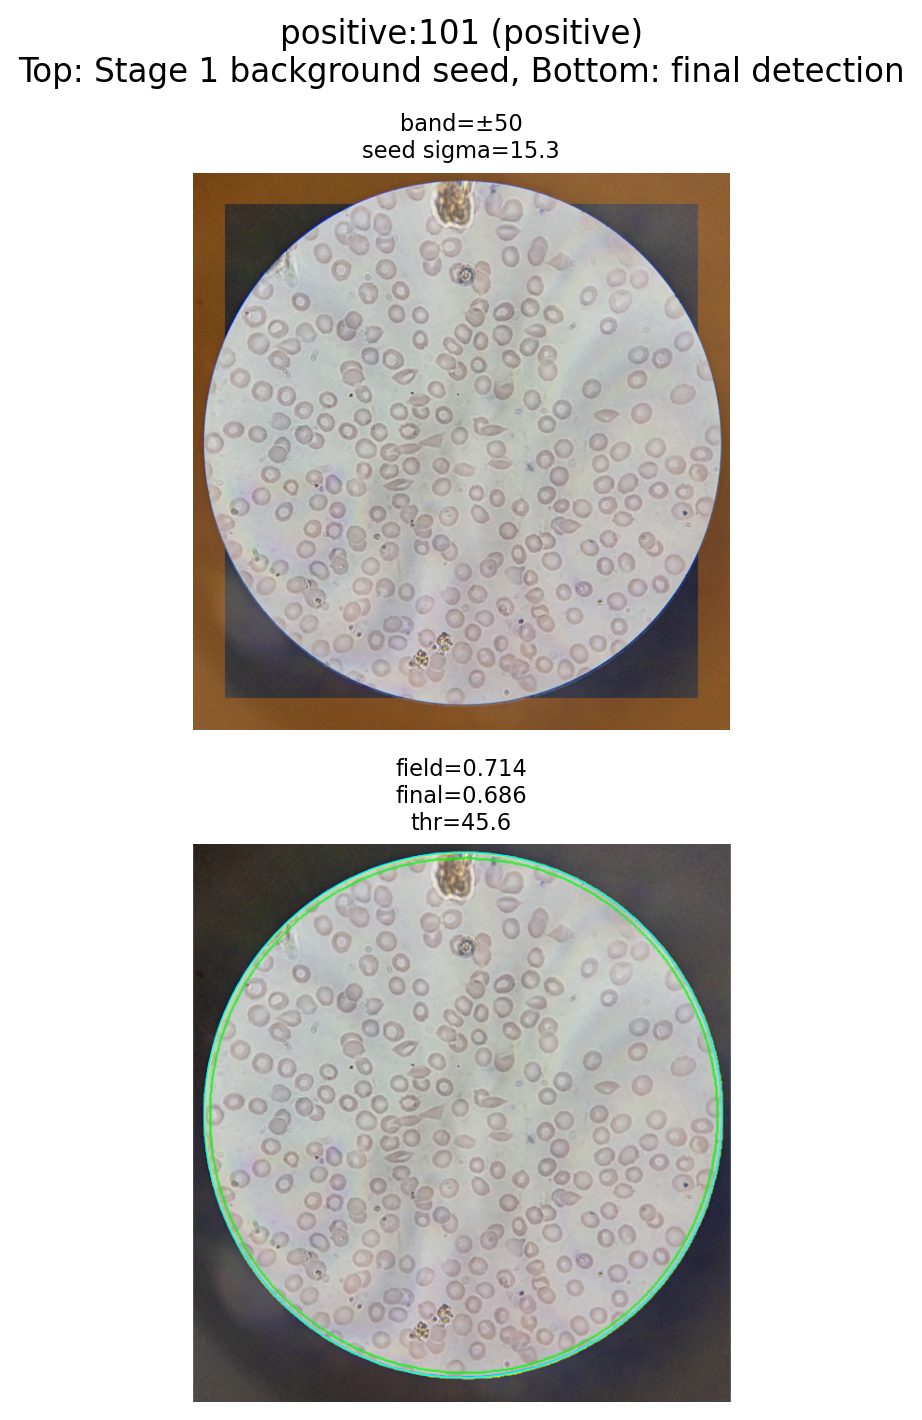 positive:101 (positive)
Top: Stage 1 background seed, Bottom: final detection
band=±50
seed sigma=15.3
field=0.714
final=0.686
thr=45.6